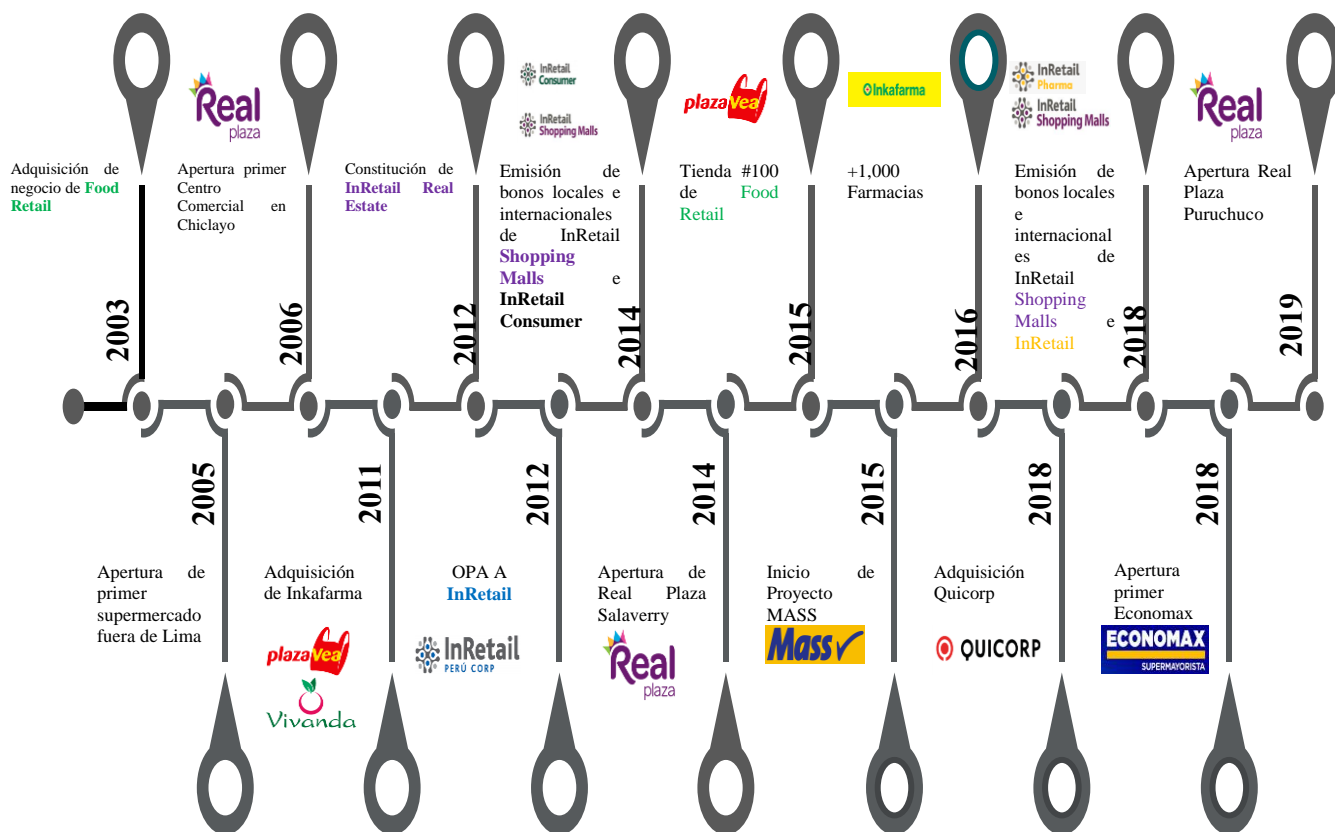 Real
plaza
Adquisición de
negocio de Food
Retail
Apertura primer
Centro
Comercial en
Chiclayo
Constitución de
InRetail Real
Estate
InRetail
Consumer
InRetail
Shopping Malls
Emisión de
bonos locales e
internacionales
de InRetail
Shopping
Malls e
InRetail
Consumer
plazaVea
Tienda #100
de Food
Retail
Inkafarma
+1,000
Farmacias
InRetail
Pharma
InRetail
Shopping Malls
Emisión de
bonos locales
e
internacional
es de
InRetail
Shopping
Malls e
InRetail
Real
plaza
Apertura Real
Plaza
Puruchuco
2003
2006
2012
2014
2015
2016
2018
2019
2005
2011
2012
2014
2015
2018
2018
Apertura de
primer
supermercado
fuera de Lima
Adquisición
de Inkafarma
plazaVea
Vivanda
OPA A
InRetail
InRetail
PERÚ CORP
Apertura de
Real Plaza
Salaverry
Real
plaza
Inicio de
Proyecto
MASS
Mass
Adquisición
Quicorp
QUICORP
Apertura
primer
Economax
ECONOMAX
SUPERMAYORISTA